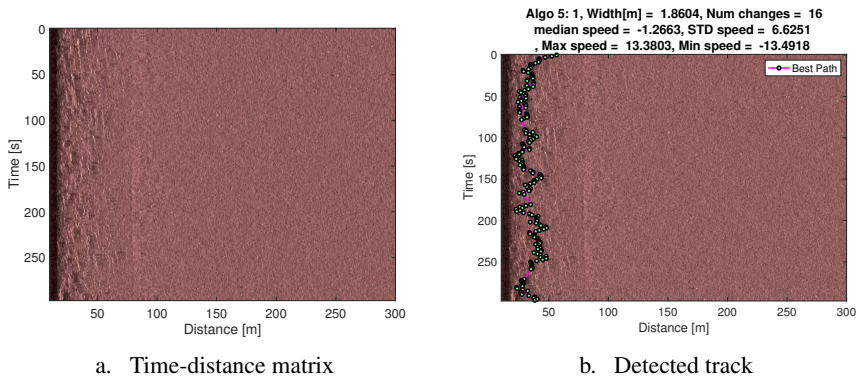 0
50
100
150
200
250
Time [s]
50
100
150
200
250
300
Distance [m]
a. Time-distance matrix
Algo 5: 1, Width[m] = 1.8604, Num changes = 16
median speed = -1.2663, STD speed = 6.6251
, Max speed = 13.3803, Min speed = -13.4918
Best Path
0
50
100
150
200
250
Time [s]
50
100
150
200
250
300
Distance [m]
b. Detected track